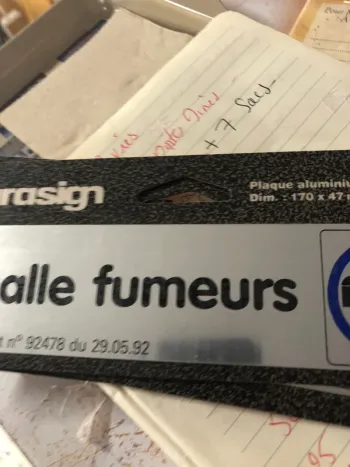 + 7 Sacs
rasign
Plaque aluminiu
Dim. : 170 x 47
alle fumeurs
t n° 92478 du 29.05.92